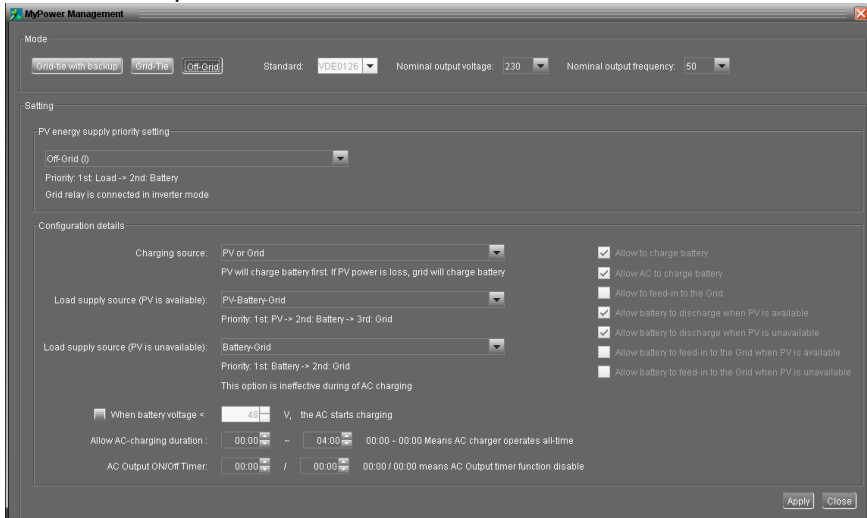 MyPower Management
Mode
Grid-tie with backup Grid-Tie Off-Grid Standard: VDE0126 Nominal output voltage: 230 Nominal output frequency: 50
Setting
PV energy supply priority setting
Off-Grid (I)
Priority: 1st: Load -> 2nd: Battery
Grid relay is connected in inverter mode
Configuration details
Charging source: PV or Grid
PV will charge battery first. If PV power is loss, grid will charge battery
Load supply source (PV is available): PV-Battery-Grid
Priority: 1st: PV -> 2nd: Battery -> 3rd: Grid
Load supply source (PV is unavailable): Battery-Grid
Priority: 1st: Battery -> 2nd: Grid
This option is ineffective during of AC charging
Allow to charge battery
Allow AC to charge battery
Allow to feed-in to the Grid
Allow battery to discharge when PV is available
Allow battery to discharge when PV is unavailable
Allow battery to feed-in to the Grid when PV is available
Allow battery to feed-in to the Grid when PV is unavailable
When battery voltage < 48 V, the AC starts charging
Allow AC-charging duration : 00:00 ~ 04:00 00:00 - 00:00 Means AC charger operates all-time
AC Output ON/Off Timer: 00:00 / 00:00 00:00 / 00:00 means AC Output timer function disable
Apply Close